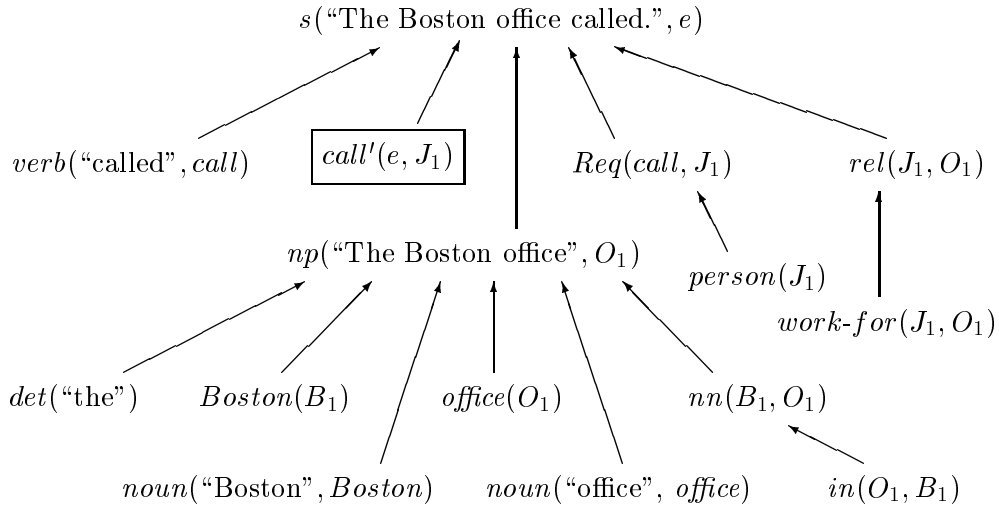 s(“The Boston office called.”, e)
verb(“called”, call) call′(e, J₁) Req(call, J₁) rel(J₁, O₁)
np(“The Boston office”, O₁)
person(J₁)
work-for(J₁, O₁)
det(“the”) Boston(B₁) office(O₁) nn(B₁, O₁)
noun(“Boston”, Boston) noun(“office”, office) in(O₁, B₁)